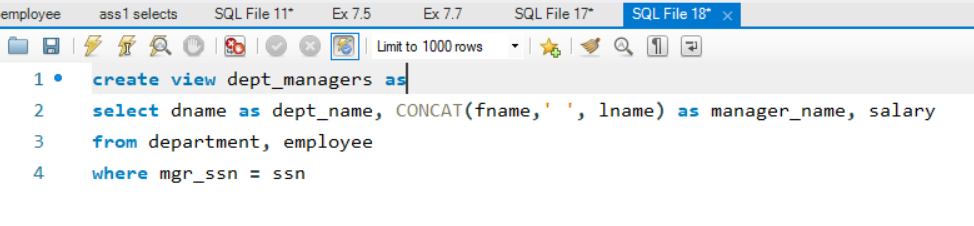 employee ass1 selects SQL File 11* Ex 7.5 Ex 7.7 SQL File 17* SQL File 18* ×
Limit to 1000 rows
1 create view dept_managers as
2 select dname as dept_name, CONCAT(fname,' ', lname) as manager_name, salary
3 from department, employee
4 where mgr_ssn = ssn